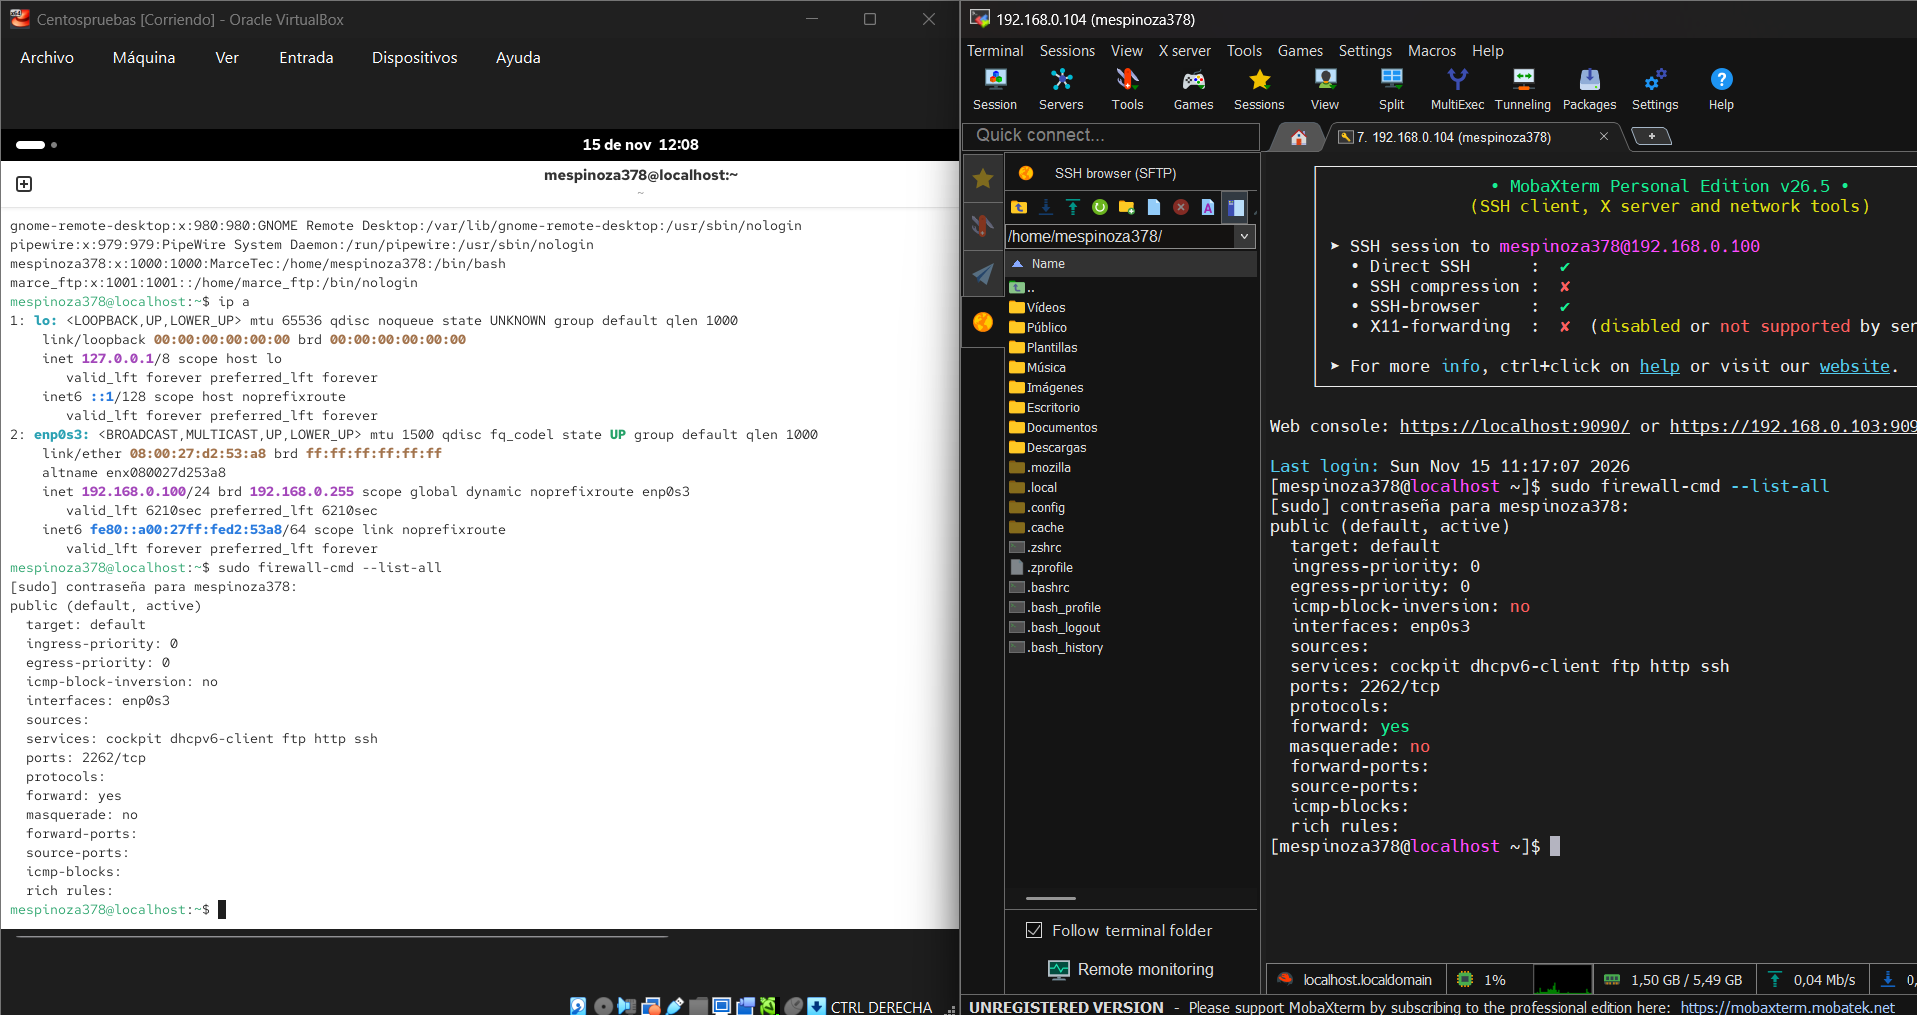 Centospruebas [Corriendo] - Oracle VirtualBox
Archivo Máquina Ver Entrada Dispositivos Ayuda
15 de nov 12:08
mespinoza378@localhost:~
~
gnome-remote-desktop:x:980:980:GNOME Remote Desktop:/var/lib/gnome-remote-desktop:/usr/sbin/nologin
pipewire:x:979:979:PipeWire System Daemon:/run/pipewire:/usr/sbin/nologin
mespinoza378:x:1000:1000:MarceTec:/home/mespinoza378:/bin/bash
marce_ftp:x:1001:1001::/home/marce_ftp:/bin/nologin
mespinoza378@localhost:~$ ip a
1: lo: <LOOPBACK,UP,LOWER_UP> mtu 65536 qdisc noqueue state UNKNOWN group default qlen 1000
link/loopback 00:00:00:00:00:00 brd 00:00:00:00:00:00
inet 127.0.0.1/8 scope host lo
valid_lft forever preferred_lft forever
inet6 ::1/128 scope host noprefixroute
valid_lft forever preferred_lft forever
2: enp0s3: <BROADCAST,MULTICAST,UP,LOWER_UP> mtu 1500 qdisc fq_codel state UP group default qlen 1000
link/ether 08:00:27:d2:53:a8 brd ff:ff:ff:ff:ff:ff
altname enx080027d253a8
inet 192.168.0.100/24 brd 192.168.0.255 scope global dynamic noprefixroute enp0s3
valid_lft 6210sec preferred_lft 6210sec
inet6 fe80::a00:27ff:fed2:53a8/64 scope link noprefixroute
valid_lft forever preferred_lft forever
mespinoza378@localhost:~$ sudo firewall-cmd --list-all
[sudo] contraseña para mespinoza378:
public (default, active)
target: default
ingress-priority: 0
egress-priority: 0
icmp-block-inversion: no
interfaces: enp0s3
sources:
services: cockpit dhcpv6-client ftp http ssh
ports: 2262/tcp
protocols:
forward: yes
masquerade: no
forward-ports:
source-ports:
icmp-blocks:
rich rules:
mespinoza378@localhost:~$
CTRL DERECHA
192.168.0.104 (mespinoza378)
Terminal Sessions View X server Tools Games Settings Macros Help
Session Servers Tools Games Sessions View Split MultiExec Tunneling Packages Settings Help
Quick connect...
7. 192.168.0.104 (mespinoza378)
SSH browser (SFTP)
/home/mespinoza378/
Name
..
Vídeos
Público
Plantillas
Música
Imágenes
Escritorio
Documentos
Descargas
.mozilla
.local
.config
.cache
.zshrc
.zprofile
.bashrc
.bash_profile
.bash_logout
.bash_history
Follow terminal folder
Remote monitoring
• MobaXterm Personal Edition v26.5 •
(SSH client, X server and network tools)
➤ SSH session to mespinoza378@192.168.0.100
• Direct SSH : ✔
• SSH compression : ✘
• SSH-browser : ✔
• X11-forwarding : ✘ (disabled or not supported by ser
➤ For more info, ctrl+click on help or visit our website.
Web console: https://localhost:9090/ or https://192.168.0.103:909
Last login: Sun Nov 15 11:17:07 2026
[mespinoza378@localhost ~]$ sudo firewall-cmd --list-all
[sudo] contraseña para mespinoza378:
public (default, active)
target: default
ingress-priority: 0
egress-priority: 0
icmp-block-inversion: no
interfaces: enp0s3
sources:
services: cockpit dhcpv6-client ftp http ssh
ports: 2262/tcp
protocols:
forward: yes
masquerade: no
forward-ports:
source-ports:
icmp-blocks:
rich rules:
[mespinoza378@localhost ~]$
localhost.localdomain 1% 1,50 GB / 5,49 GB 0,04 Mb/s 0,
UNREGISTERED VERSION - Please support MobaXterm by subscribing to the professional edition here: https://mobaxterm.mobatek.net